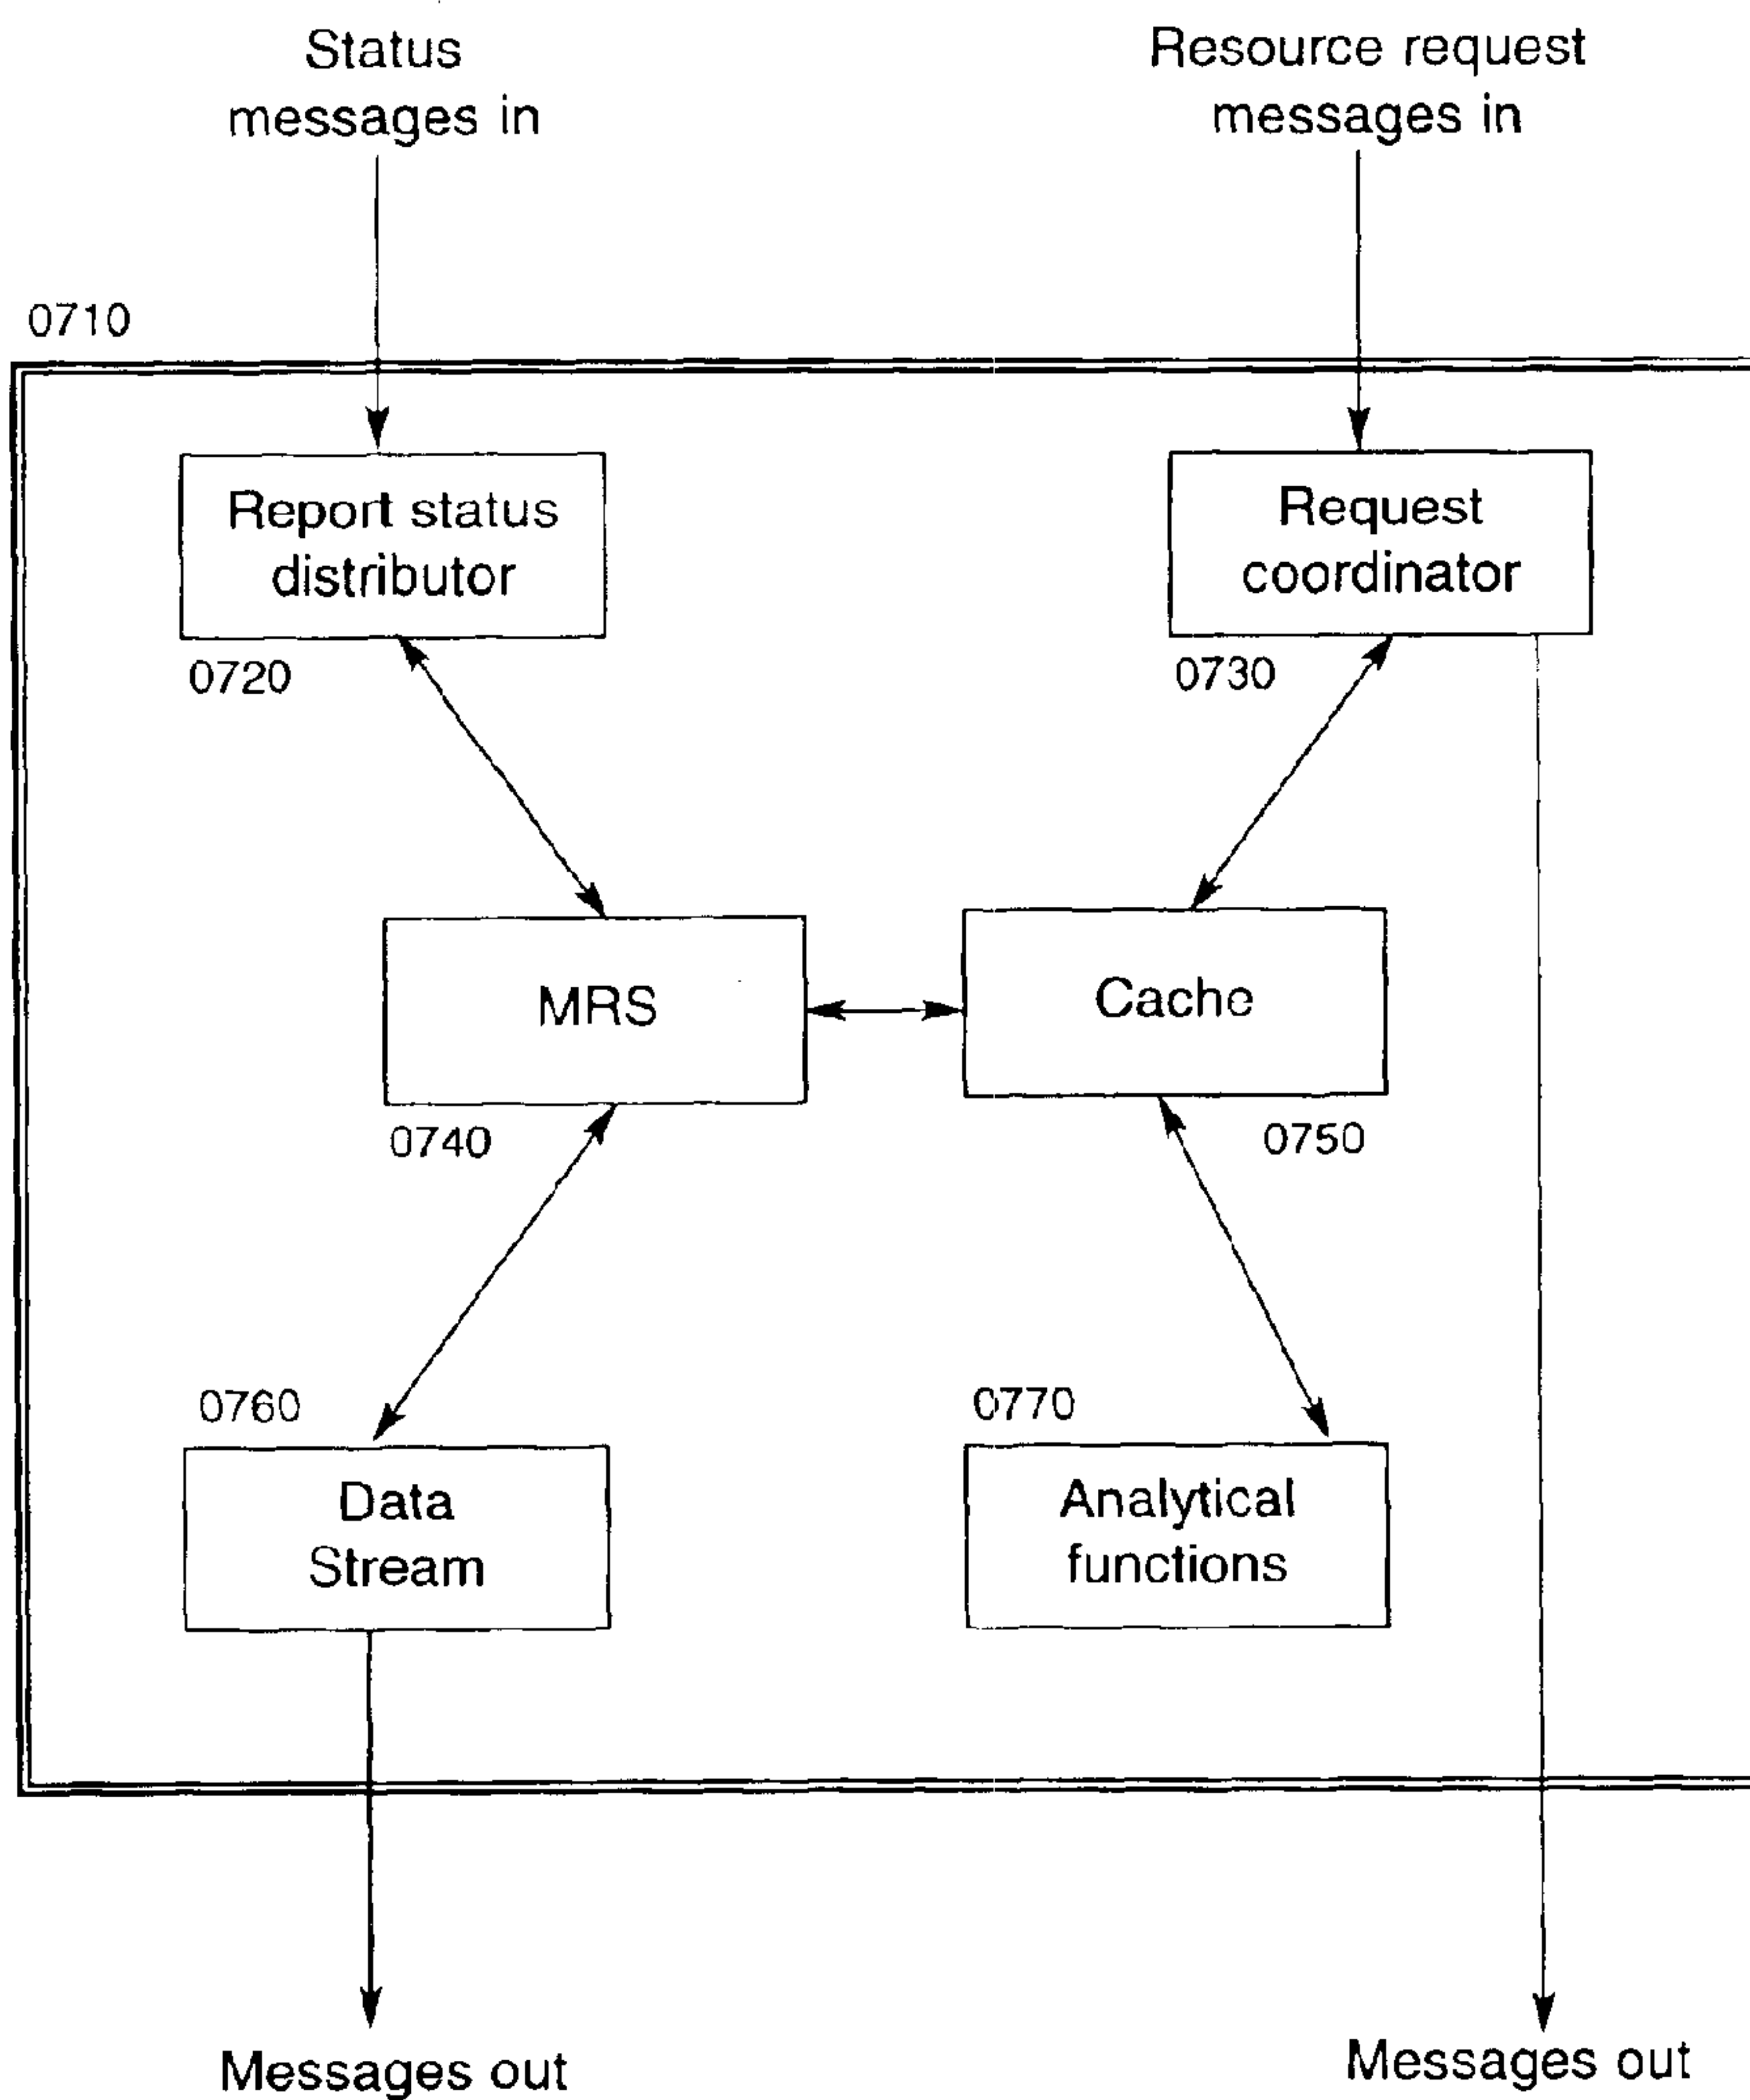 Status
messages in
Resource request
messages in
0710
Report status
distributor
Request
coordinator
0720
0730
MRS
Cache
0740
0750
0760
0770
Data
Stream
Analytical
functions
Messages out
Messages out